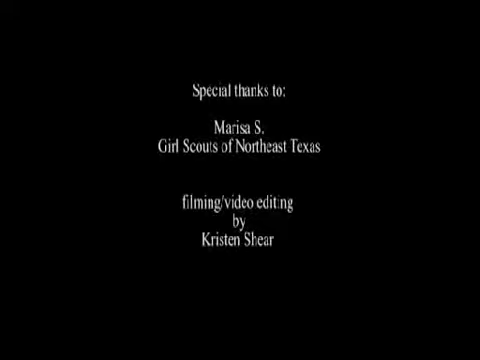 Special thanks to:
Marisa S.
Girl Scouts of Northeast Texas
filming/video editing
by
Kristen Shear